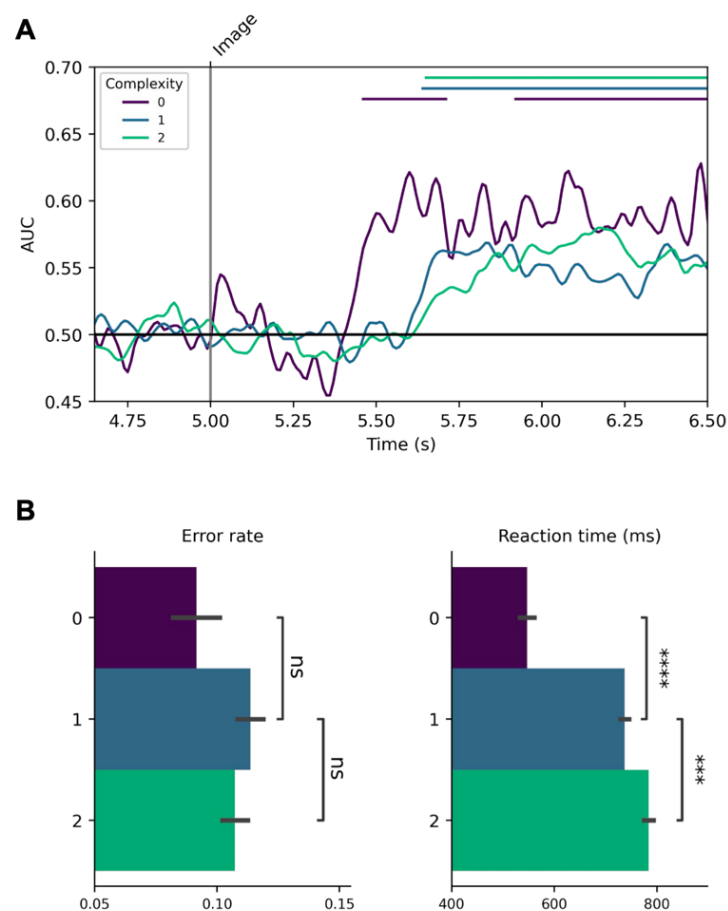 A
Image
0.70
0.65
0.60
0.55
0.50
0.45
AUC
Complexity
0
1
2
4.75 5.00 5.25 5.50 5.75 6.00 6.25 6.50
Time (s)
B
Error rate
0
1
2
ns
ns
0.05 0.10 0.15
Reaction time (ms)
0
1
2
****
***
400 600 800